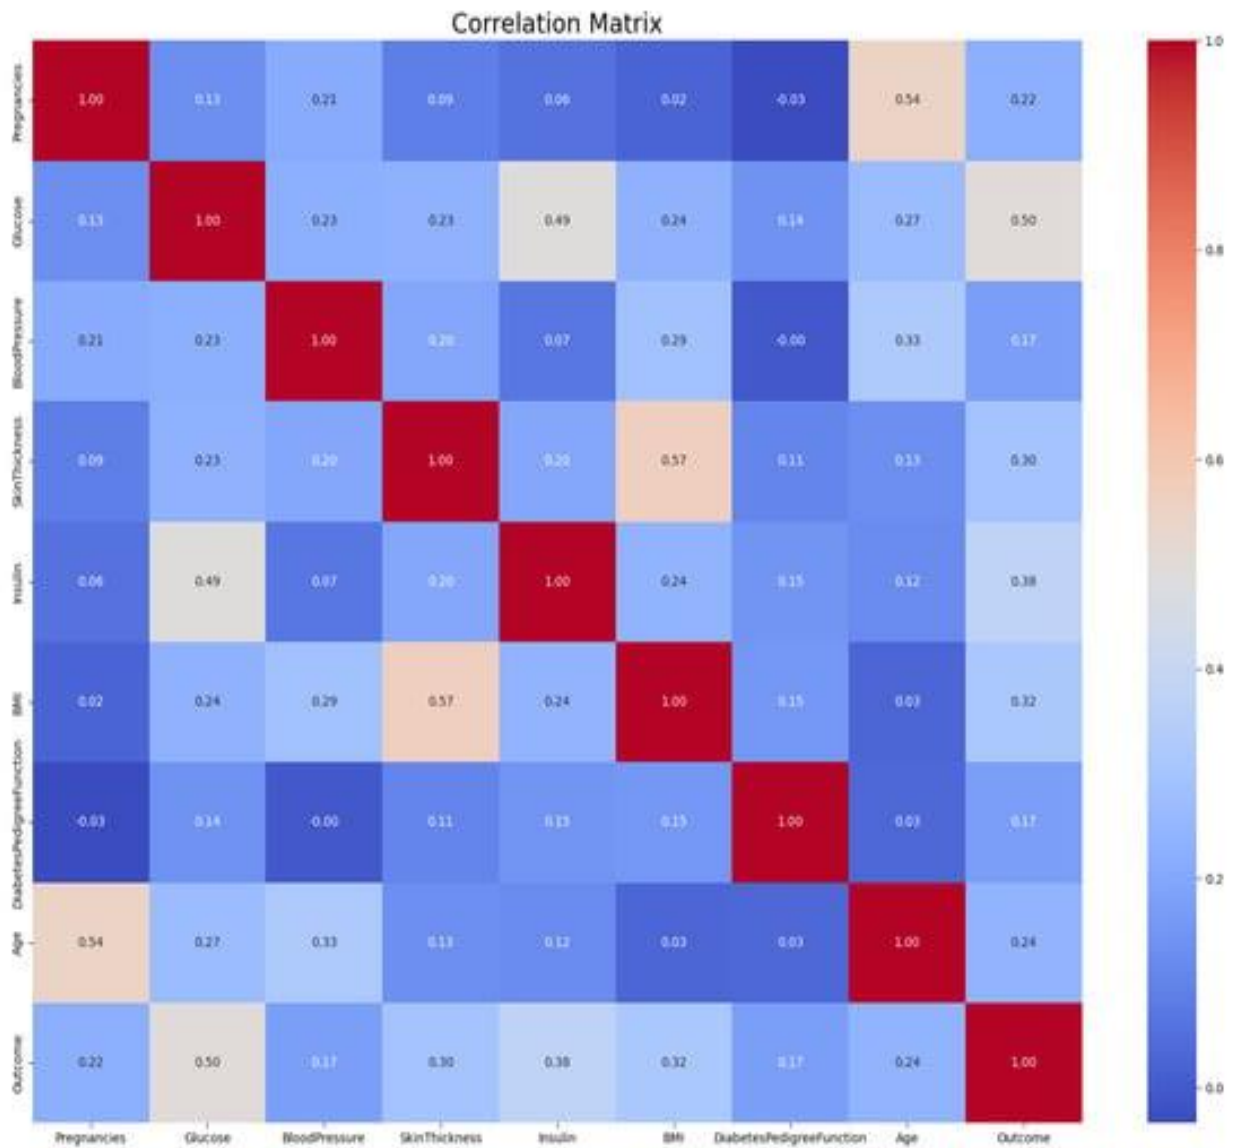 Correlation Matrix
Pregnancies 1.00 0.13 0.21 0.09 0.06 0.02 -0.03 0.54 0.22
Glucose 0.13 1.00 0.23 0.23 0.49 0.24 0.14 0.27 0.50
BloodPressure 0.21 0.23 1.00 0.20 0.07 0.29 -0.00 0.33 0.17
SkinThickness 0.09 0.23 0.20 1.00 0.20 0.57 0.11 0.13 0.30
Insulin 0.06 0.49 0.07 0.20 1.00 0.24 0.15 0.12 0.38
BMI 0.02 0.24 0.29 0.57 0.24 1.00 0.15 0.03 0.32
DiabetesPedigreeFunction -0.03 0.14 -0.00 0.11 0.15 0.15 1.00 0.03 0.17
Age 0.54 0.27 0.33 0.13 0.12 0.03 0.03 1.00 0.24
Outcome 0.22 0.50 0.17 0.30 0.38 0.32 0.17 0.24 1.00
Pregnancies Glucose BloodPressure SkinThickness Insulin BMI DiabetesPedigreeFunction Age Outcome
1.0
0.8
0.6
0.4
0.2
0.0